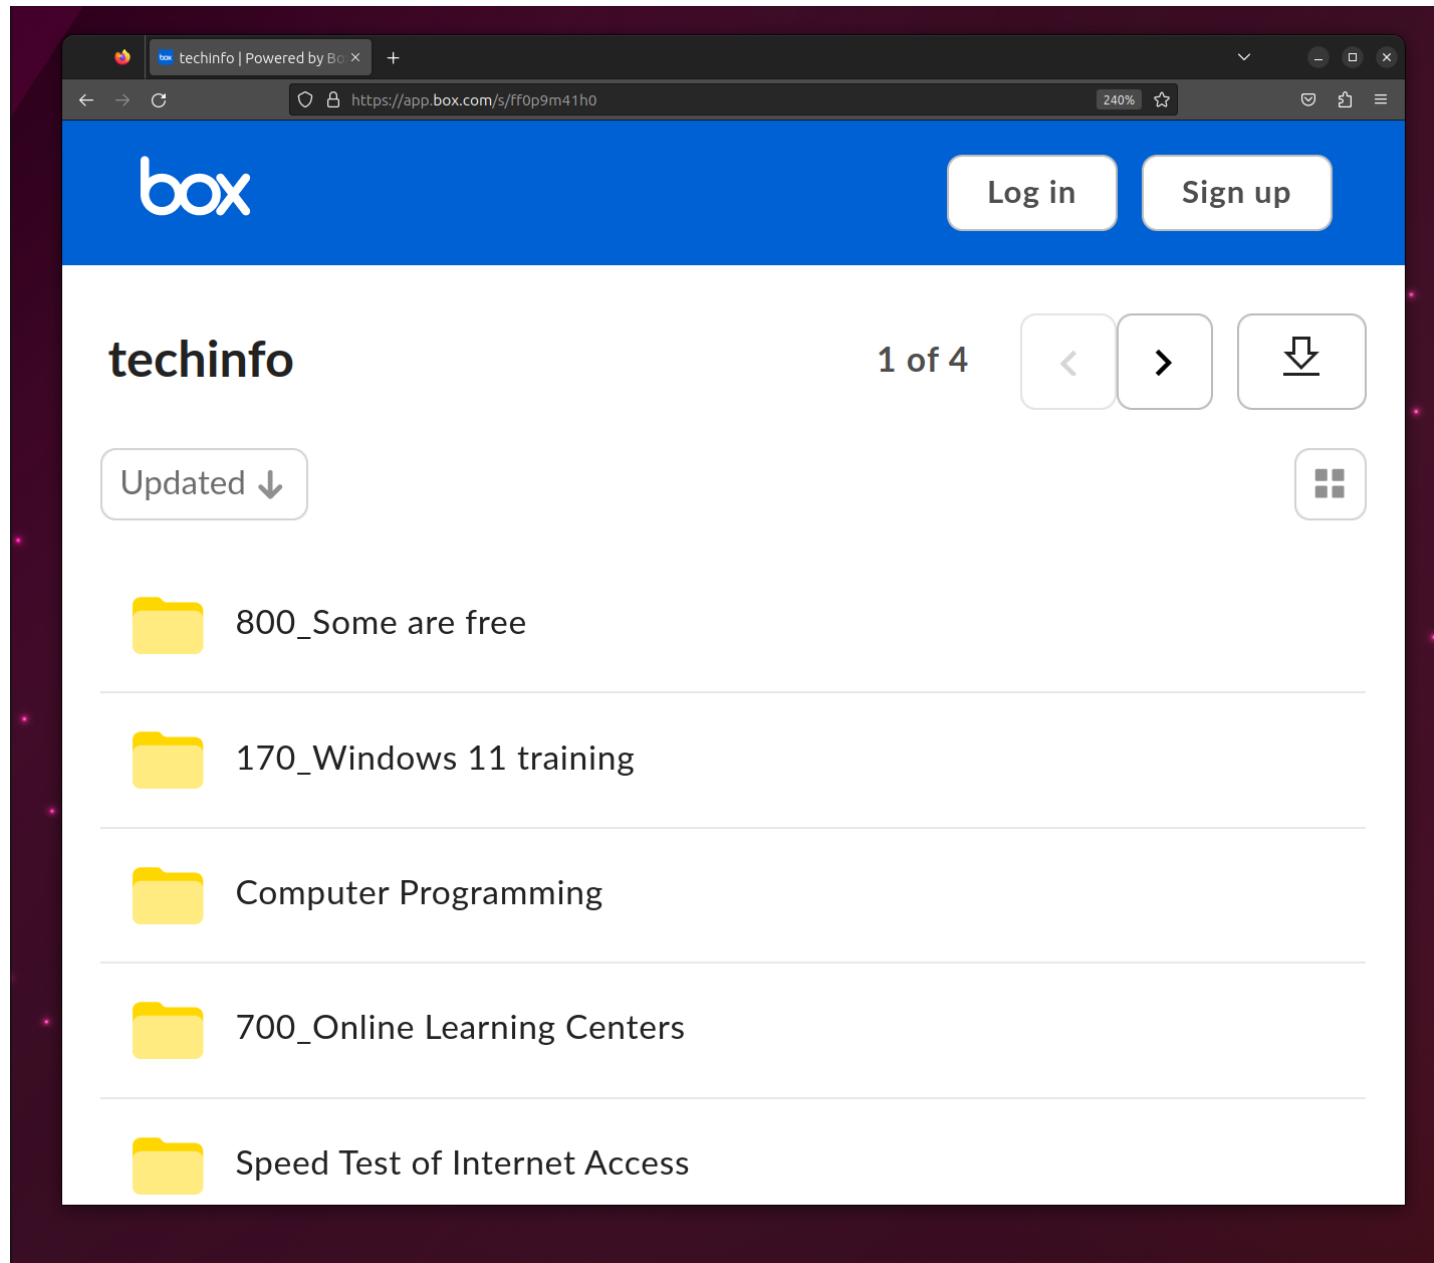 box techinfo | Powered by Bo
https://app.box.com/s/ff0p9m41h0 240%
box Log in Sign up
techinfo 1 of 4
Updated
800_Some are free
170_Windows 11 training
Computer Programming
700_Online Learning Centers
Speed Test of Internet Access